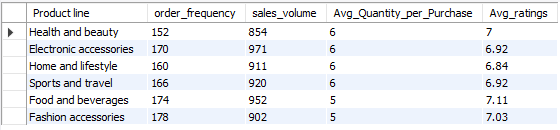 Product line order_frequency sales_volume Avg_Quantity_per_Purchase Avg_ratings
Health and beauty 152 854 6 7
Electronic accessories 170 971 6 6.92
Home and lifestyle 160 911 6 6.84
Sports and travel 166 920 6 6.92
Food and beverages 174 952 5 7.11
Fashion accessories 178 902 5 7.03